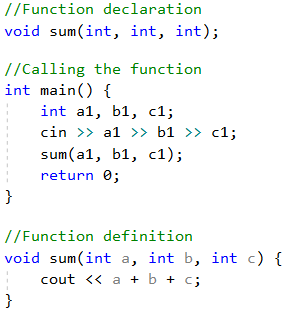 //Function declaration
void sum(int, int, int);
//Calling the function
int main() {
int a1, b1, c1;
cin >> a1 >> b1 >> c1;
sum(a1, b1, c1);
return 0;
}
//Function definition
void sum(int a, int b, int c) {
cout << a + b + c;
}